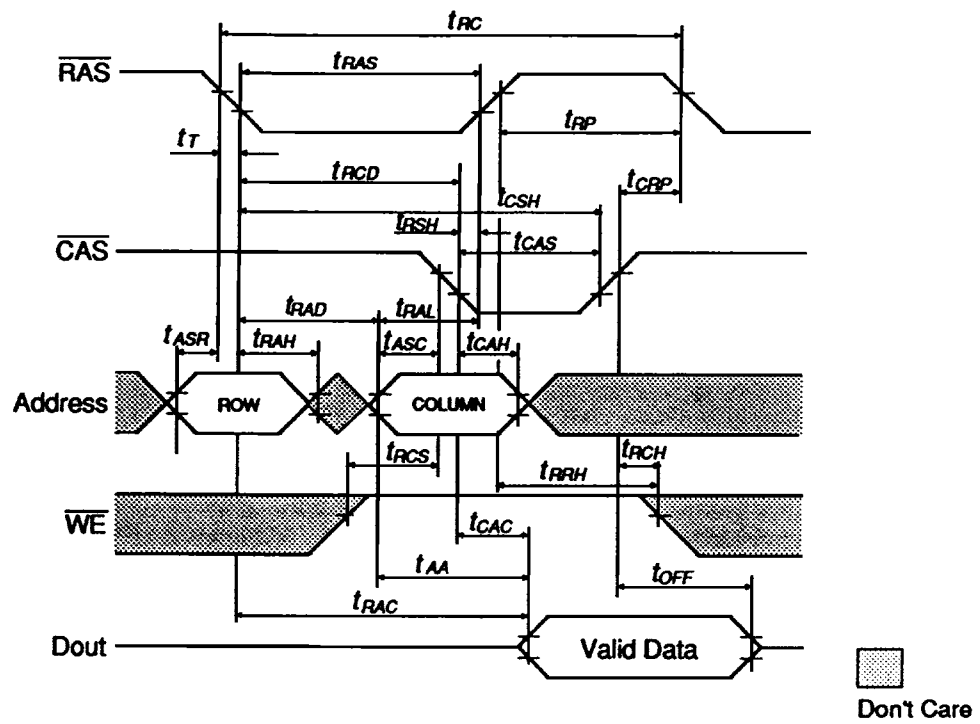 tRC
RAS
tRAS
tRP
tT
tRCD
tCRP
tCSH
tRSH
tCAS
CAS
tRAD
tRAL
tASR
tRAH
tASC
tCAH
Address
ROW
COLUMN
tRCS
tRCH
tRRH
WE
tCAC
tAA
tOFF
tRAC
Dout
Valid Data
Don't Care